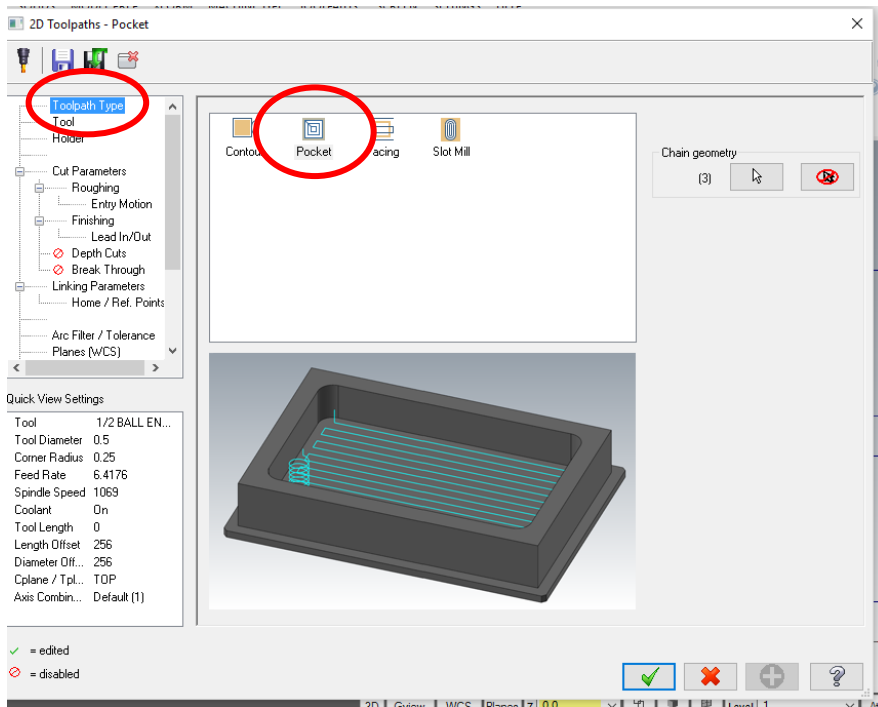 2D Toolpaths - Pocket
Toolpath Type
Tool
Holder
Cut Parameters
Roughing
Entry Motion
Finishing
Lead In/Out
Depth Cuts
Break Through
Linking Parameters
Home / Ref. Points
Arc Filter / Tolerance
Planes (WCS)
Pocket
Slot Mill
Chain geometry
(3)
Quick View Settings
Tool 1/2 BALL EN...
Tool Diameter 0.5
Corner Radius 0.25
Feed Rate 6.4176
Spindle Speed 1069
Coolant On
Tool Length 0
Length Offset 256
Diameter Off... 256
Cplane / Tpl... TOP
Axis Combin... Default (1)
= edited
= disabled